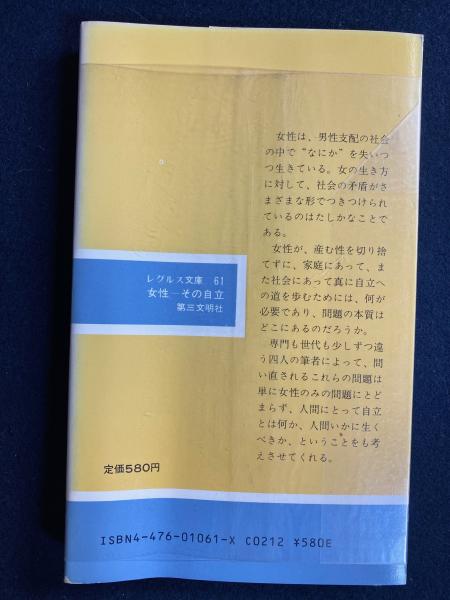 女性は、男性支配の社会
の中で“なにか”を失いつ
つ生きている。女の生き方
に対して、社会の矛盾がさ
まざまな形でつきつけられ
ているのはたしかなことで
ある。
女性が、産む性を切り捨
てずに、家庭にあって、ま
た社会にあって真に自立へ
の道を歩むためには、何が
必要であり、問題の本質は
どこにあるのだろうか。
専門も世代も少しずつ違
う四人の筆者によって、問
い直されるこれらの問題は
単に女性のみの問題にとど
まらず、人間にとって自立
とは何か、人間いかに生く
べきか、ということをも考
えさせてくれる。
レグルス文庫 61
女性―その自立
第三文明社
定価580円
ISBN4-476-01061-X C0212 ¥580E